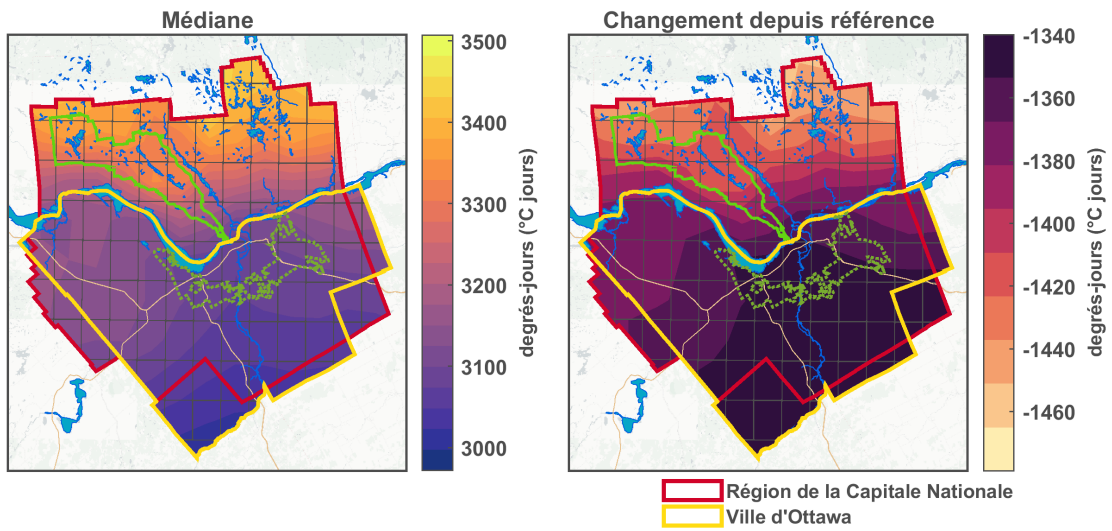 Médiane
3500
3400
3300
3200
3100
3000
degrés-jours (°C jours)
Changement depuis référence
-1340
-1360
-1380
-1400
-1420
-1440
-1460
degrés-jours (°C jours)
Région de la Capitale Nationale
Ville d'Ottawa